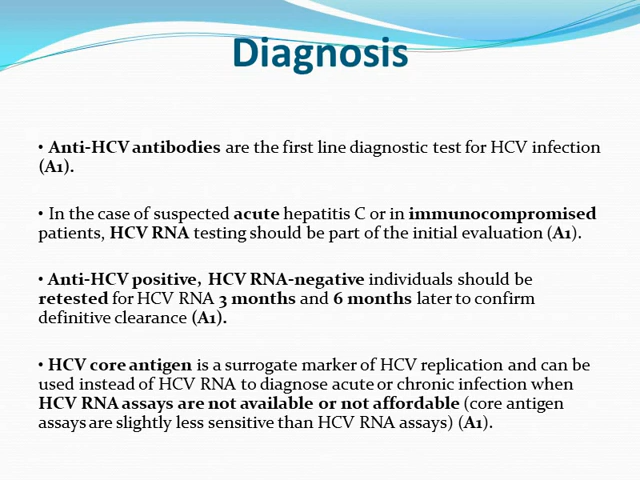 Diagnosis
• Anti-HCV antibodies are the first line diagnostic test for HCV infection
(A1).
• In the case of suspected acute hepatitis C or in immunocompromised
patients, HCV RNA testing should be part of the initial evaluation (A1).
• Anti-HCV positive, HCV RNA-negative individuals should be
retested for HCV RNA 3 months and 6 months later to confirm
definitive clearance (A1).
• HCV core antigen is a surrogate marker of HCV replication and can be
used instead of HCV RNA to diagnose acute or chronic infection when
HCV RNA assays are not available or not affordable (core antigen
assays are slightly less sensitive than HCV RNA assays) (A1).